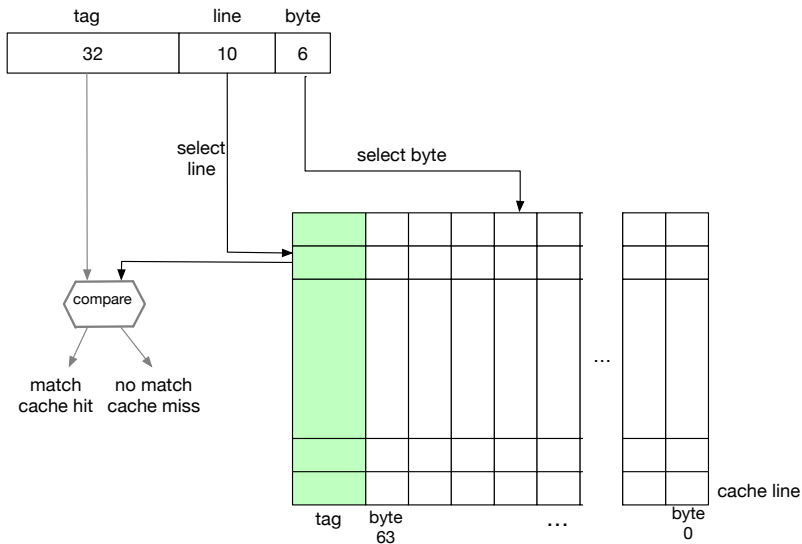 tag line byte
32 10 6
select
line
select byte
compare
...
match
cache hit
no match
cache miss
cache line
tag
byte
63
...
byte
0